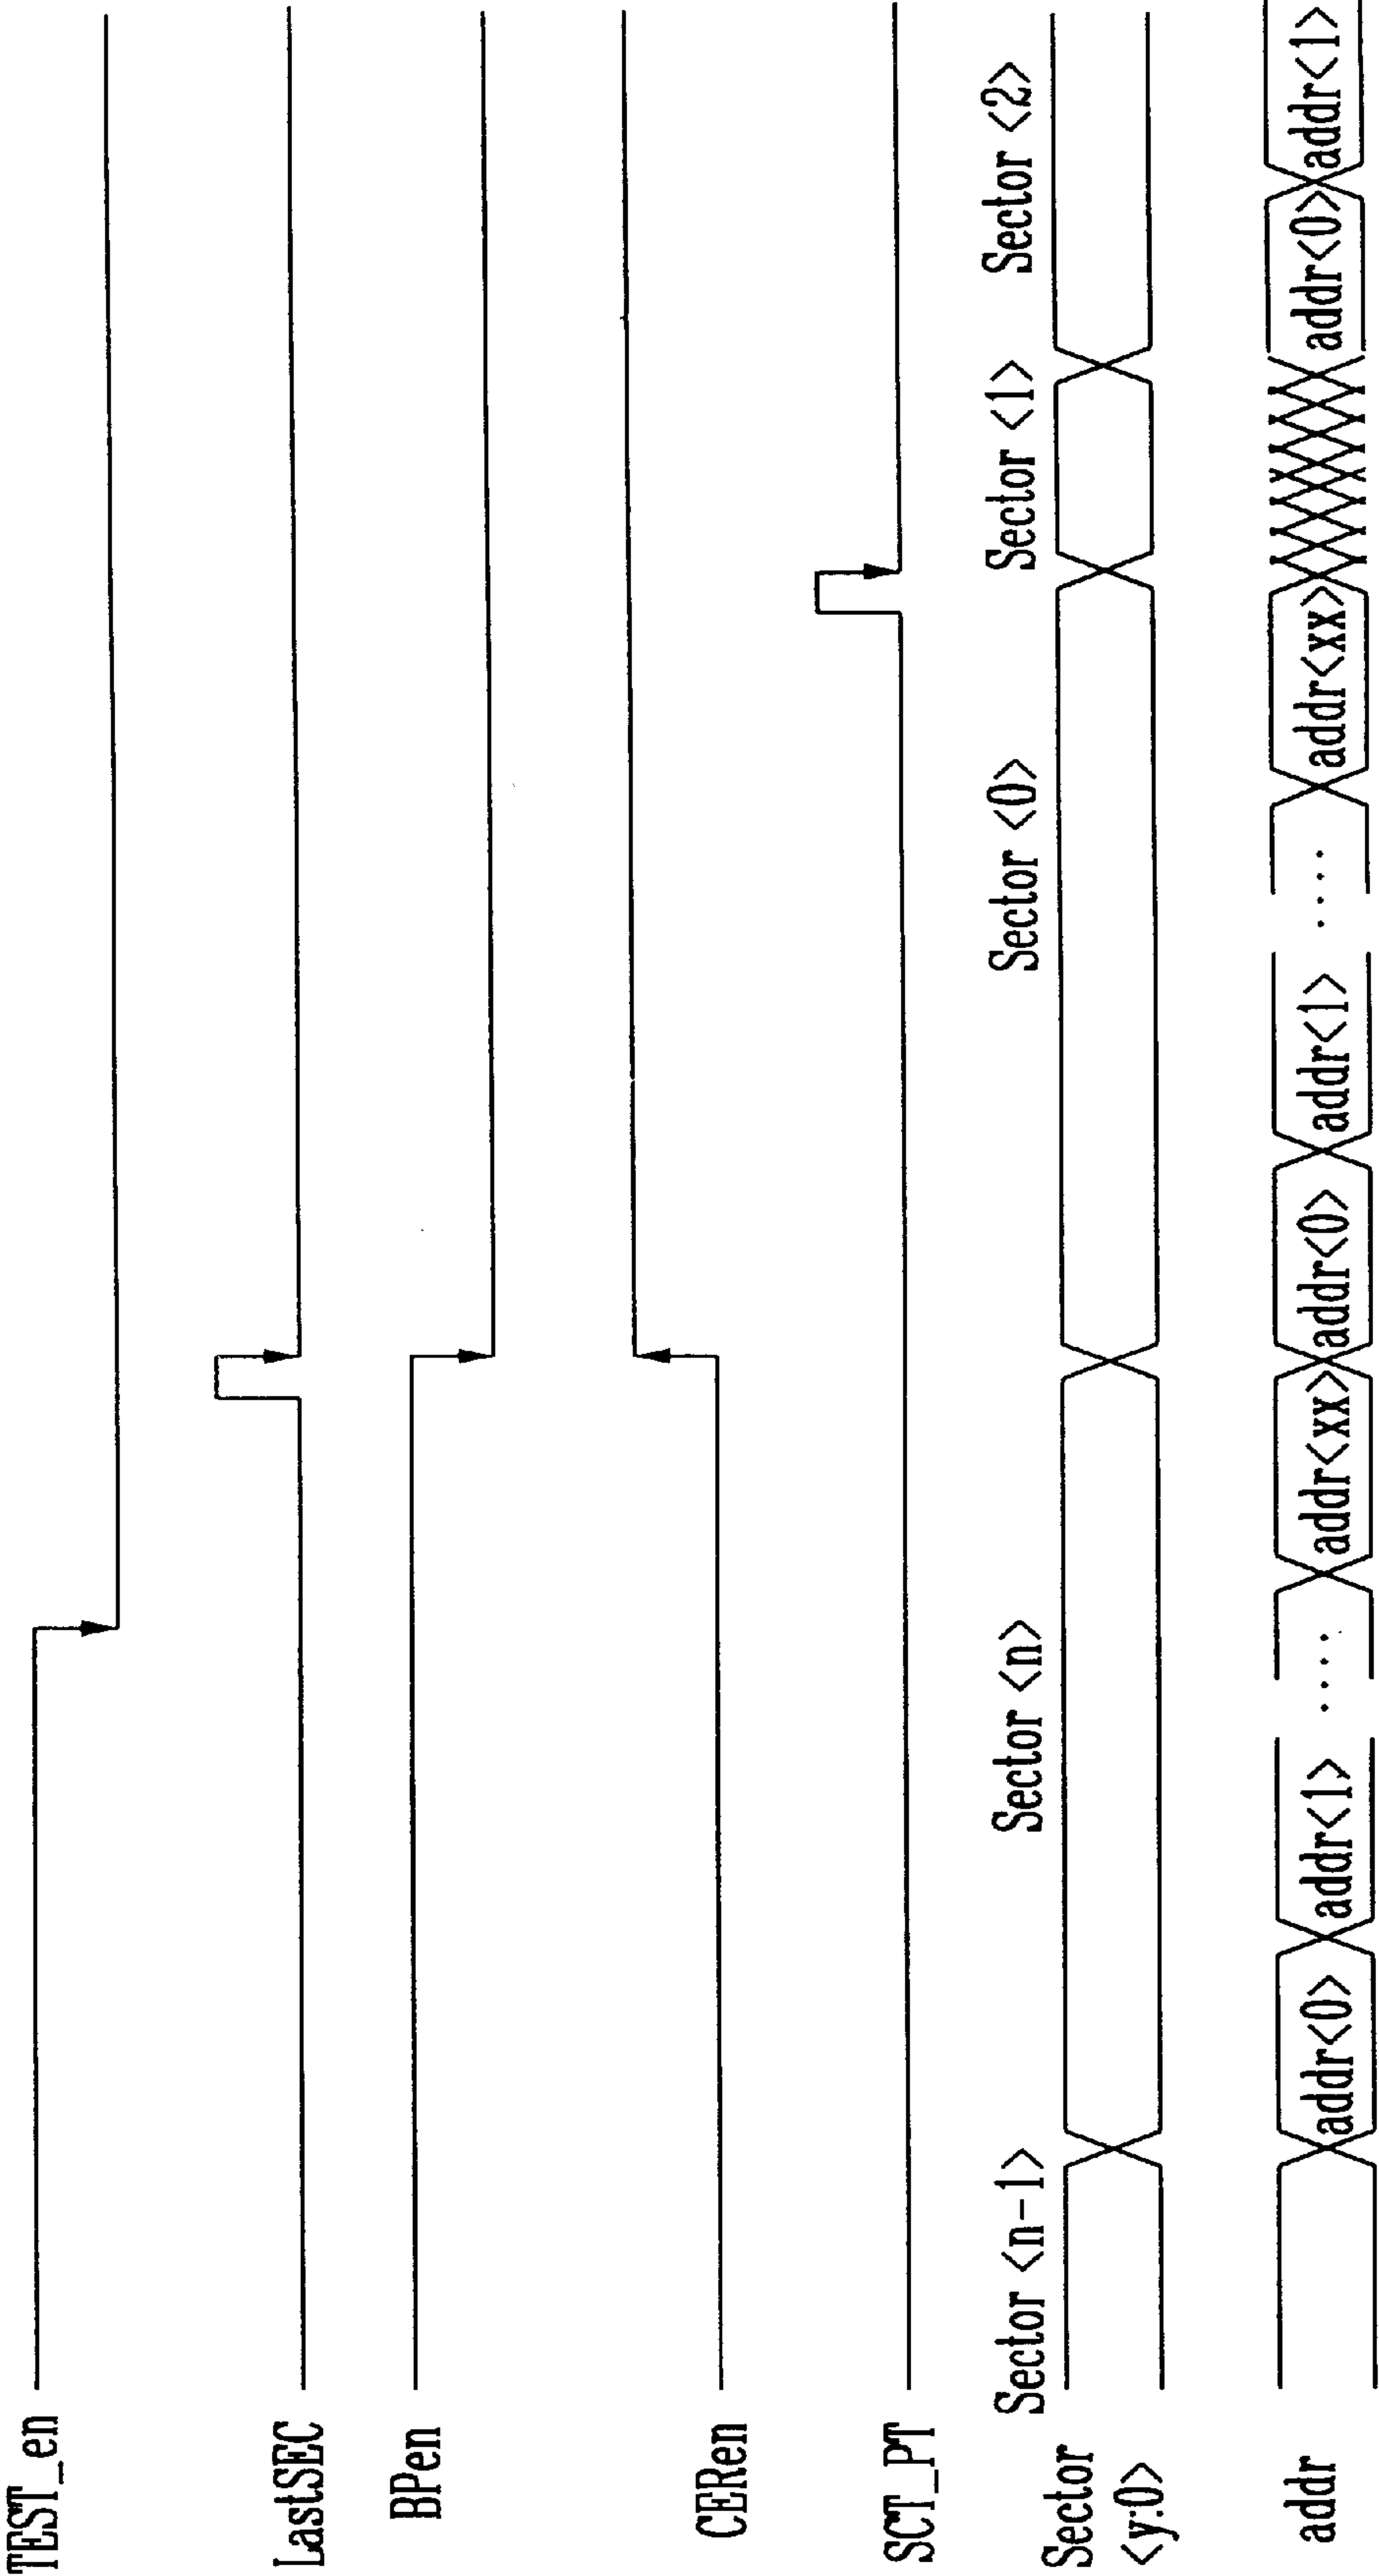 TEST_en
LastSEC
BPen
CERen
SCT_PT
Sector <y:0>
Sector <n-1>
Sector <n>
Sector <0>
Sector <1>
Sector <2>
addr
addr<0>
addr<1>
....
addr<xx>
addr<0>
addr<1>
....
addr<xx>
addr<0>
addr<1>